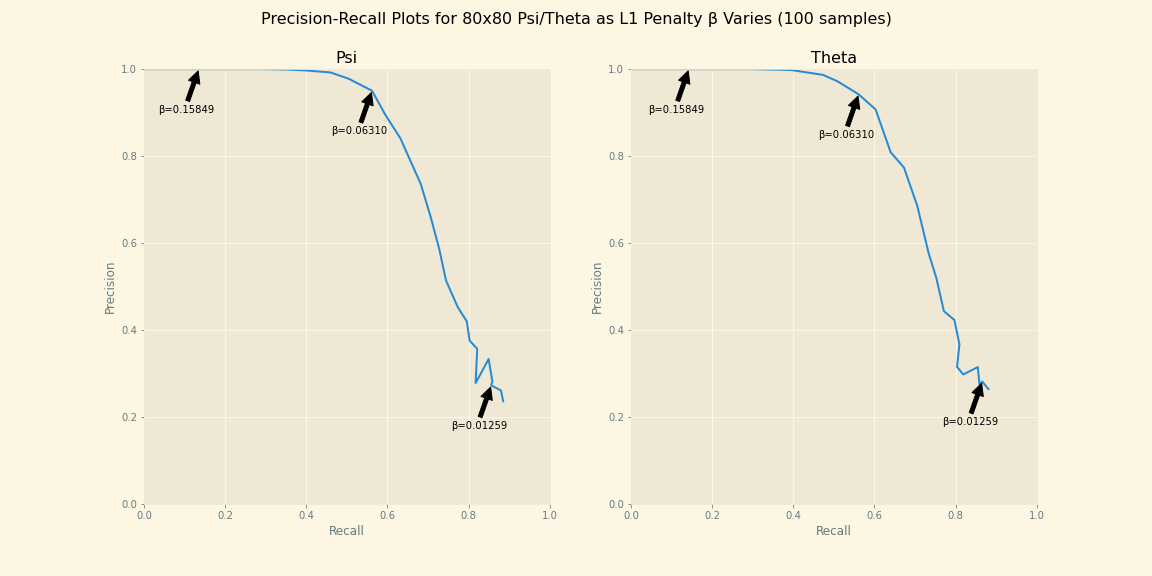 Precision-Recall Plots for 80x80 Psi/Theta as L1 Penalty β Varies (100 samples)
Psi
1.0
0.8
0.6
0.4
0.2
0.0
Precision
β=0.15849
β=0.06310
β=0.01259
0.0 0.2 0.4 0.6 0.8 1.0
Recall
Theta
1.0
0.8
0.6
0.4
0.2
0.0
Precision
β=0.15849
β=0.06310
β=0.01259
0.0 0.2 0.4 0.6 0.8 1.0
Recall